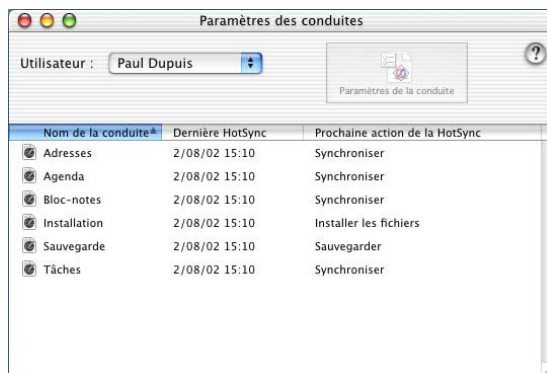 Paramètres des conduites
Utilisateur : Paul Dupuis
?
Paramètres de la conduite
Nom de la conduite Dernière HotSync Prochaine action de la HotSync
Adresses 2/08/02 15:10 Synchroniser
Agenda 2/08/02 15:10 Synchroniser
Bloc-notes 2/08/02 15:10 Synchroniser
Installation 2/08/02 15:10 Installer les fichiers
Sauvegarde 2/08/02 15:10 Sauvegarder
Tâches 2/08/02 15:10 Synchroniser